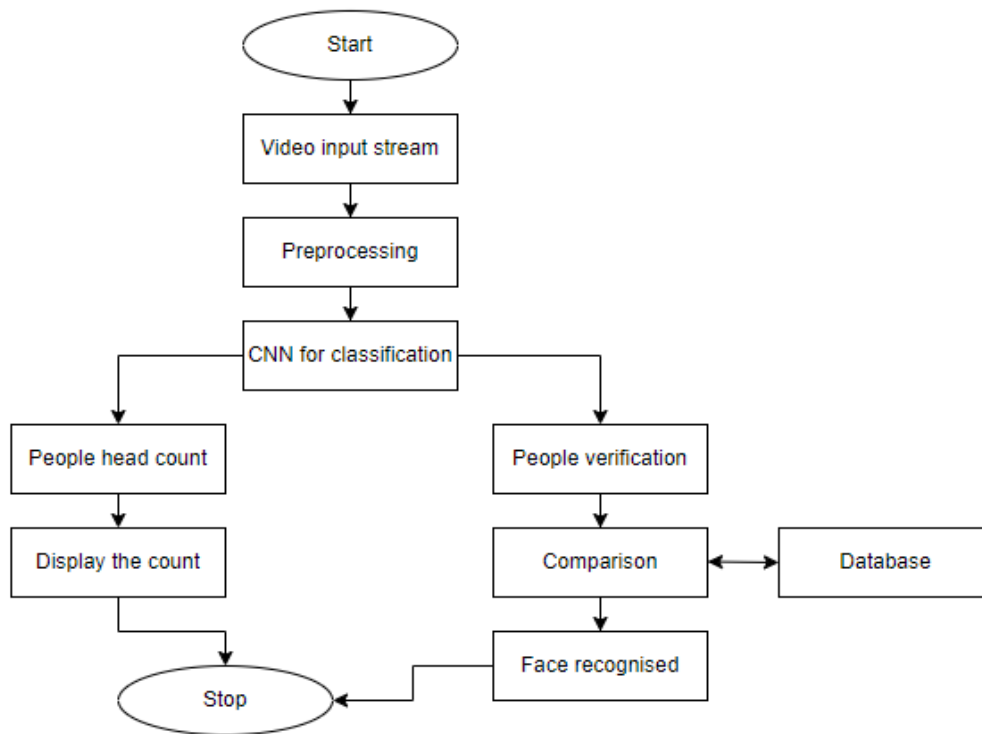 Start
Video input stream
Preprocessing
CNN for classification
People head count
People verification
Display the count
Comparison
Database
Face recognised
Stop